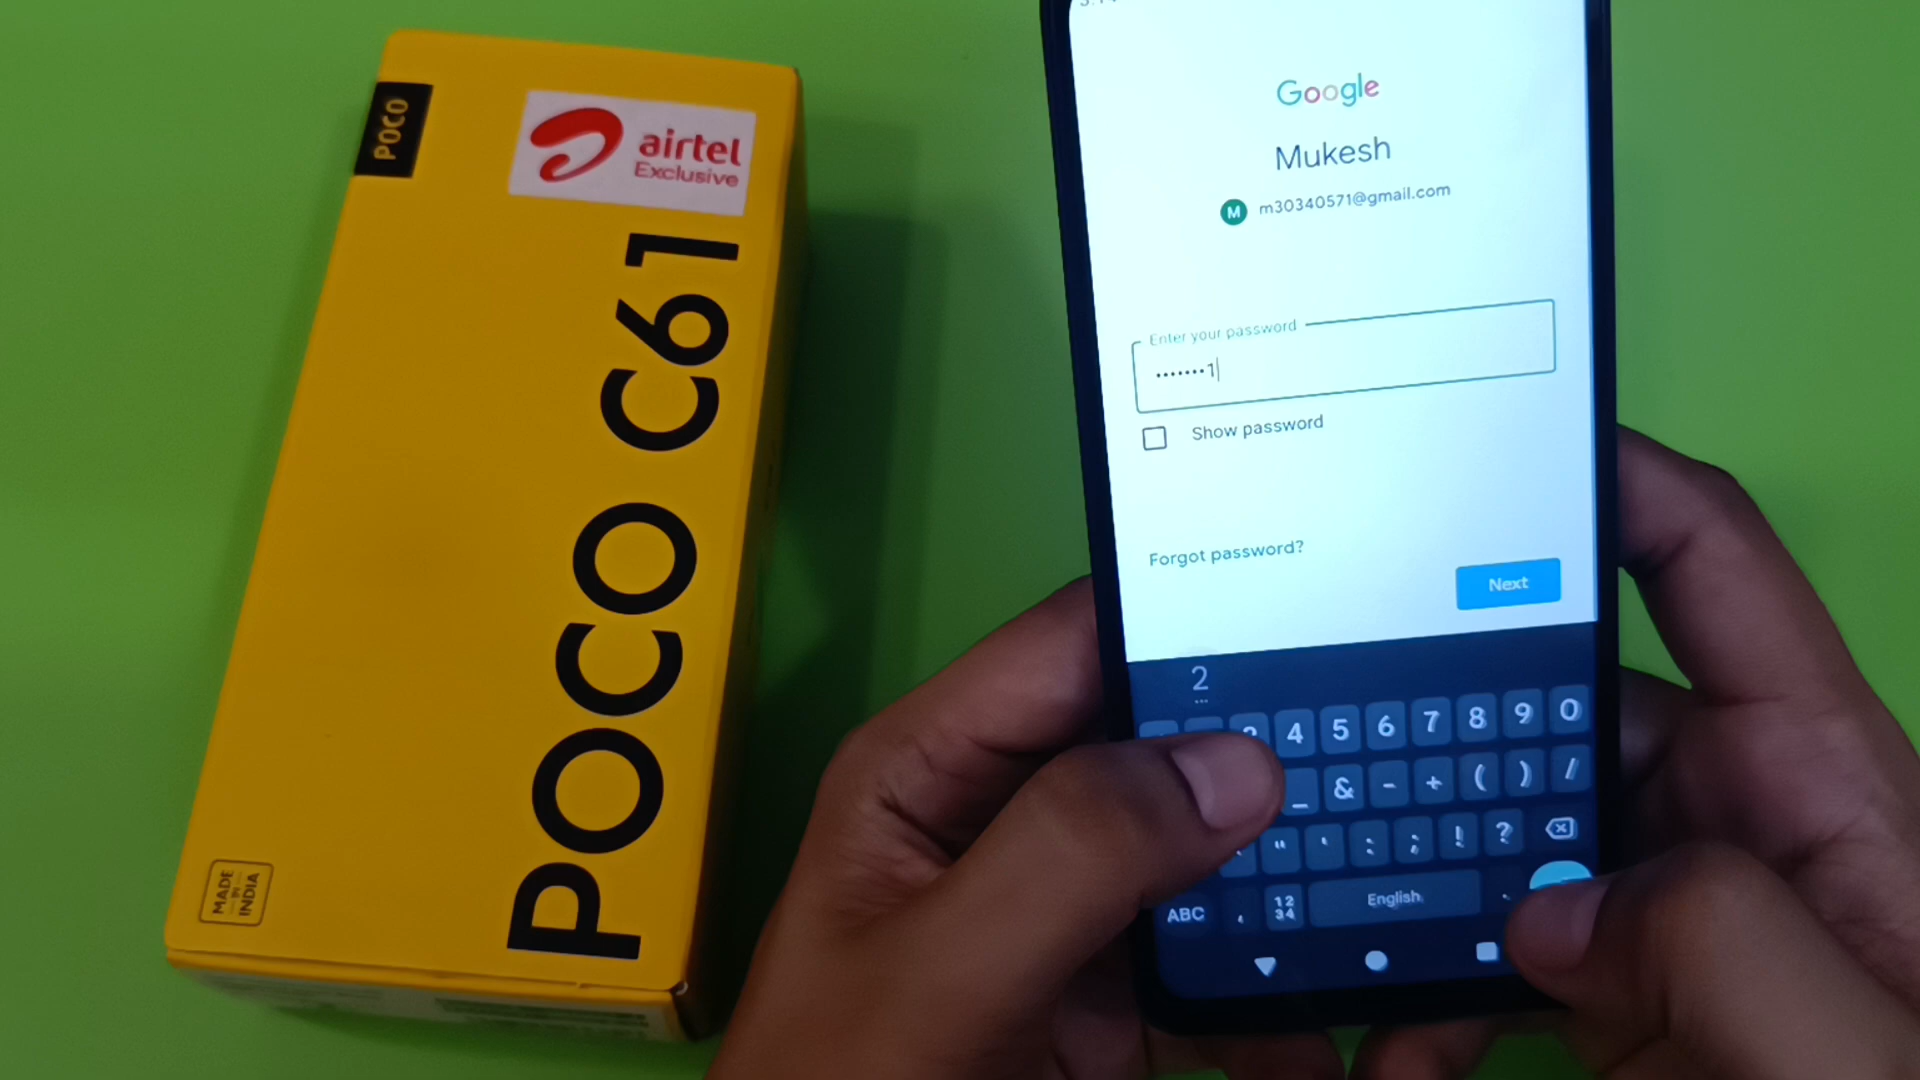 POCO
airtel
Exclusive
POCO C61
MADE
IN
INDIA
Google
Mukesh
M m30340571@gmail.com
Enter your password
•••••••1
Show password
Forgot password?
Next
2
4 5 6 7 8 9 0
_ & - + ( ) /
" ' : ; ! ?
ABC , 12 34 English .